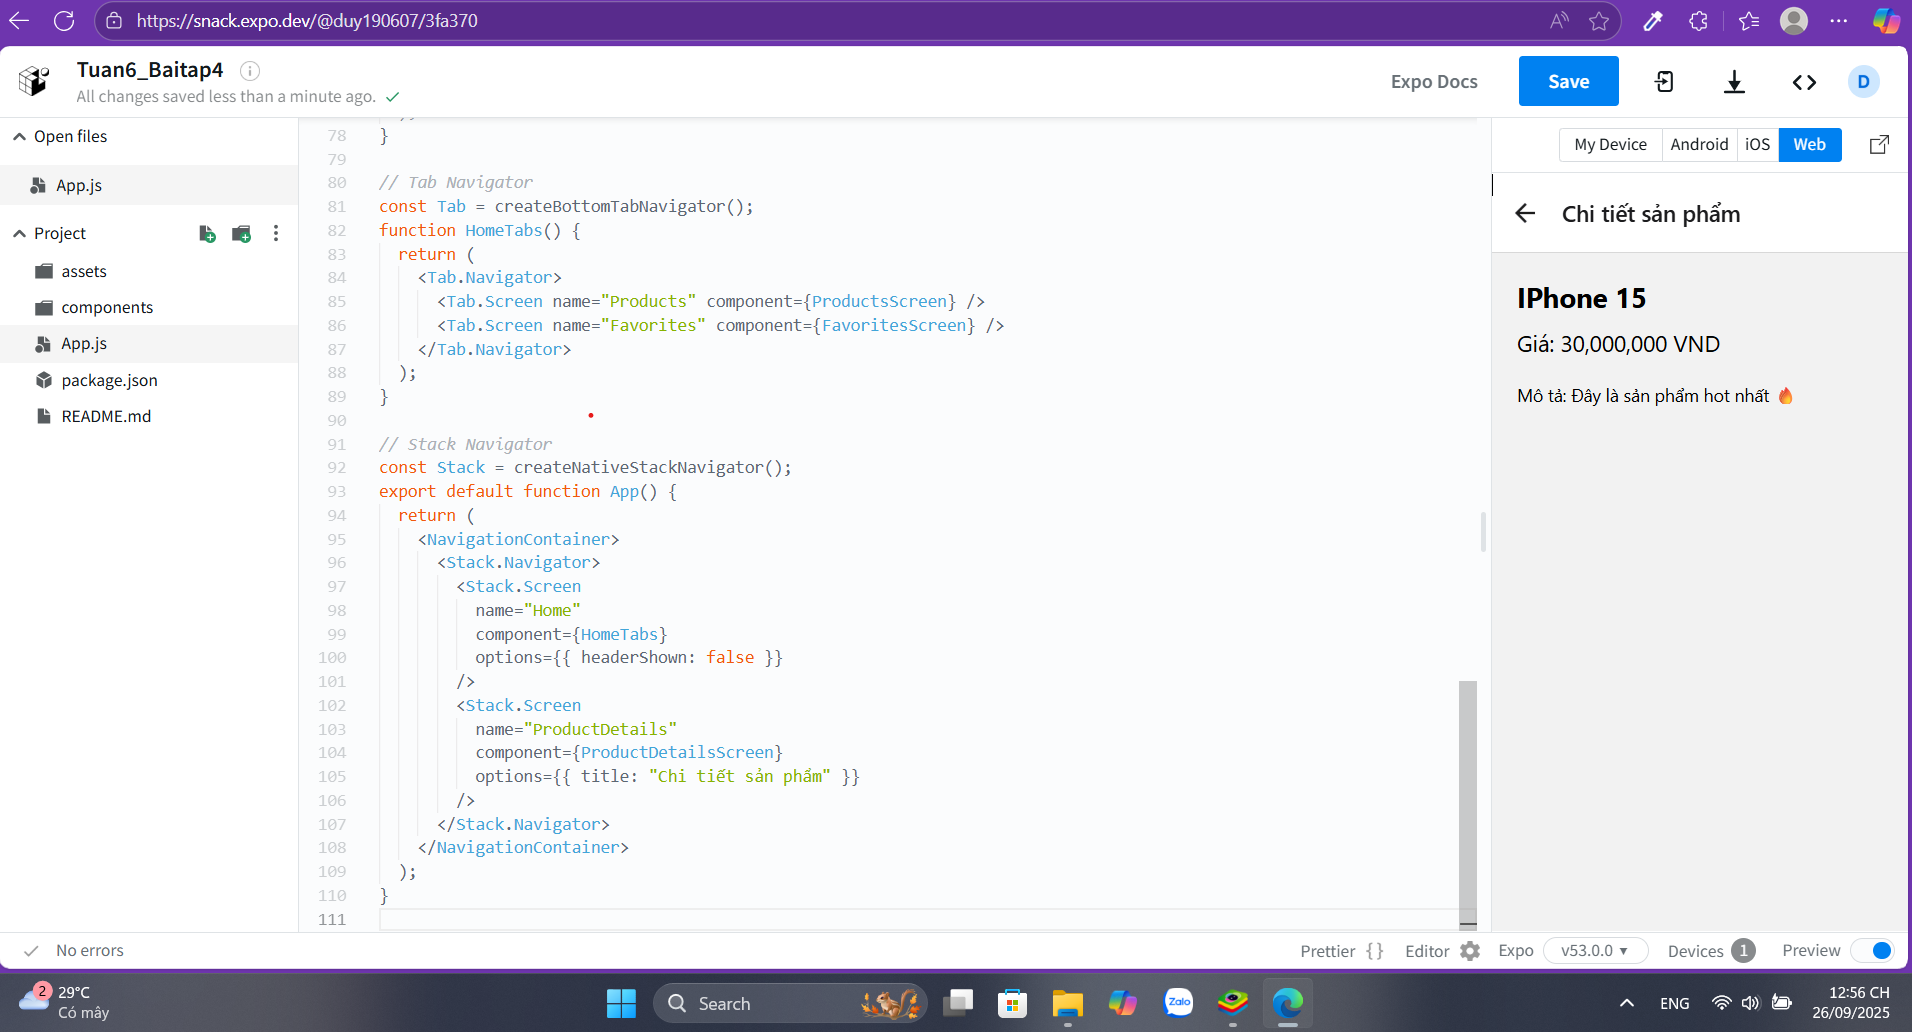 https://snack.expo.dev/@duy190607/3fa370
Tuan6_Baitap4
All changes saved less than a minute ago.
Expo Docs
Save
D
Open files
App.js
Project
assets
components
App.js
package.json
README.md
78 }
79
80 // Tab Navigator
81 const Tab = createBottomTabNavigator();
82 function HomeTabs() {
83 return (
84 <Tab.Navigator>
85 <Tab.Screen name="Products" component={ProductsScreen} />
86 <Tab.Screen name="Favorites" component={FavoritesScreen} />
87 </Tab.Navigator>
88 );
89 }
90
91 // Stack Navigator
92 const Stack = createNativeStackNavigator();
93 export default function App() {
94 return (
95 <NavigationContainer>
96 <Stack.Navigator>
97 <Stack.Screen
98 name="Home"
99 component={HomeTabs}
100 options={{ headerShown: false }}
101 />
102 <Stack.Screen
103 name="ProductDetails"
104 component={ProductDetailsScreen}
105 options={{ title: "Chi tiết sản phẩm" }}
106 />
107 </Stack.Navigator>
108 </NavigationContainer>
109 );
110 }
111
My Device Android iOS Web
Chi tiết sản phẩm
IPhone 15
Giá: 30,000,000 VND
Mô tả: Đây là sản phẩm hot nhất 🔥
No errors
Prettier {} Editor Expo v53.0.0 Devices 1 Preview
2
29°C
Có mây
Search
Zalo
ENG
12:56 CH
26/09/2025